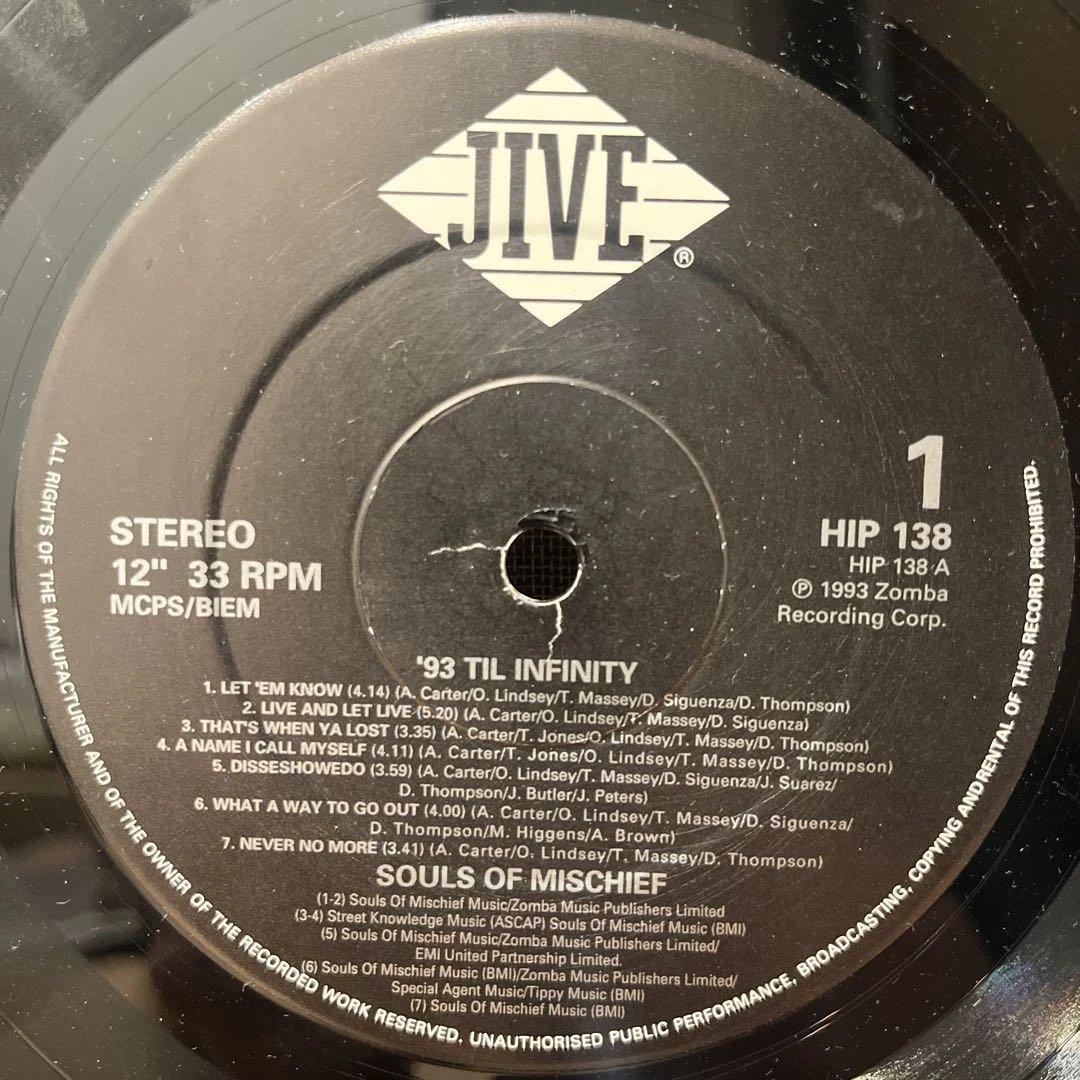 JIVE
®
1
STEREO
12" 33 RPM
MCPS/BIEM
HIP 138
HIP 138 A
℗ 1993 Zomba
Recording Corp.
'93 TIL INFINITY
1. LET 'EM KNOW (4.14) (A. Carter/O. Lindsey/T. Massey/D. Siguenza/D. Thompson)
2. LIVE AND LET LIVE (5.20) (A. Carter/O. Lindsey/T. Massey/D. Siguenza)
3. THAT'S WHEN YA LOST (3.35) (A. Carter/T. Jones/O. Lindsey/T. Massey/D. Thompson)
4. A NAME I CALL MYSELF (4.11) (A. Carter/T. Jones/O. Lindsey/T. Massey/D. Thompson)
5. DISSESHOWEDO (3.59) (A. Carter/O. Lindsey/T. Massey/D. Siguenza/J. Suarez/
D. Thompson/J. Butler/J. Peters)
6. WHAT A WAY TO GO OUT (4.00) (A. Carter/O. Lindsey/T. Massey/D. Siguenza/
D. Thompson/M. Higgens/A. Brown)
7. NEVER NO MORE (3.41) (A. Carter/O. Lindsey/T. Massey/D. Thompson)
SOULS OF MISCHIEF
(1-2) Souls Of Mischief Music/Zomba Music Publishers Limited
(3-4) Street Knowledge Music (ASCAP) Souls Of Mischief Music (BMI)
(5) Souls Of Mischief Music/Zomba Music Publishers Limited/
EMI United Partnership Limited.
(6) Souls Of Mischief Music (BMI)/Zomba Music Publishers Limited/
Special Agent Music/Tippy Music (BMI)
(7) Souls Of Mischief Music (BMI)
ALL RIGHTS OF THE MANUFACTURER AND OF THE OWNER OF THE RECORDED WORK RESERVED. UNAUTHORISED PUBLIC PERFORMANCE, BROADCASTING, COPYING AND RENTAL OF THIS RECORD PROHIBITED.